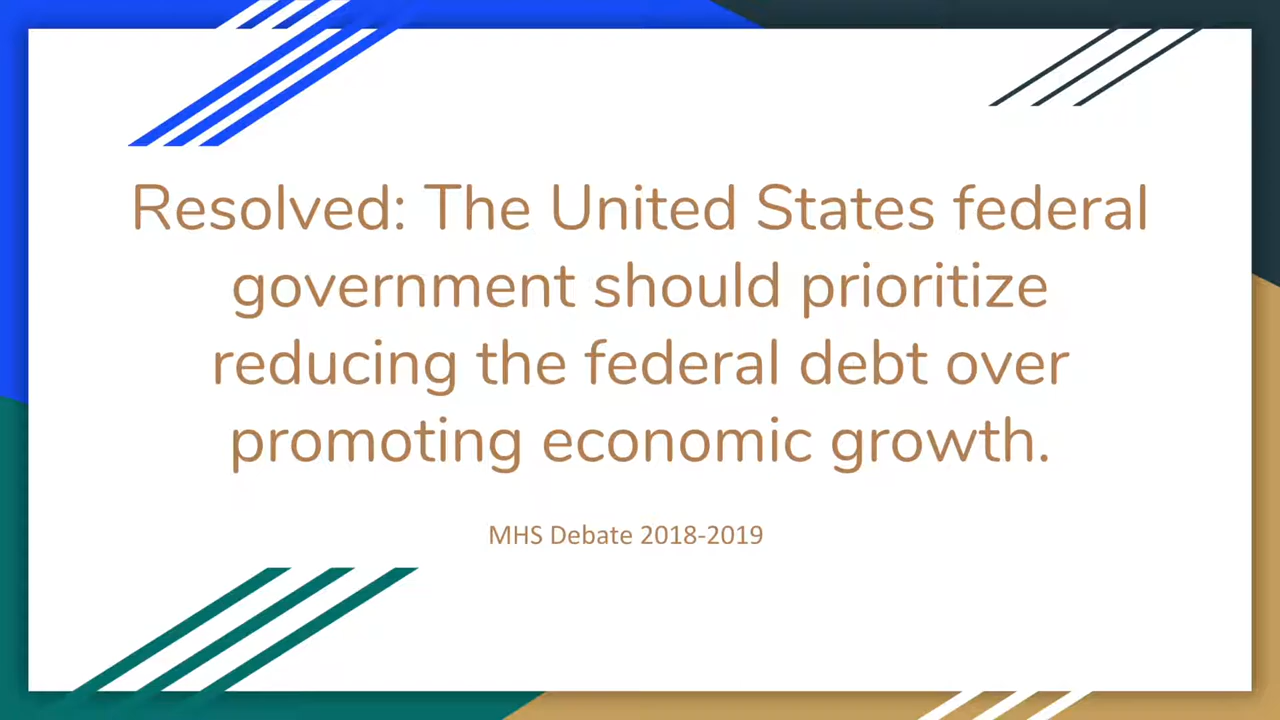 Resolved: The United States federal
government should prioritize
reducing the federal debt over
promoting economic growth.
MHS Debate 2018-2019